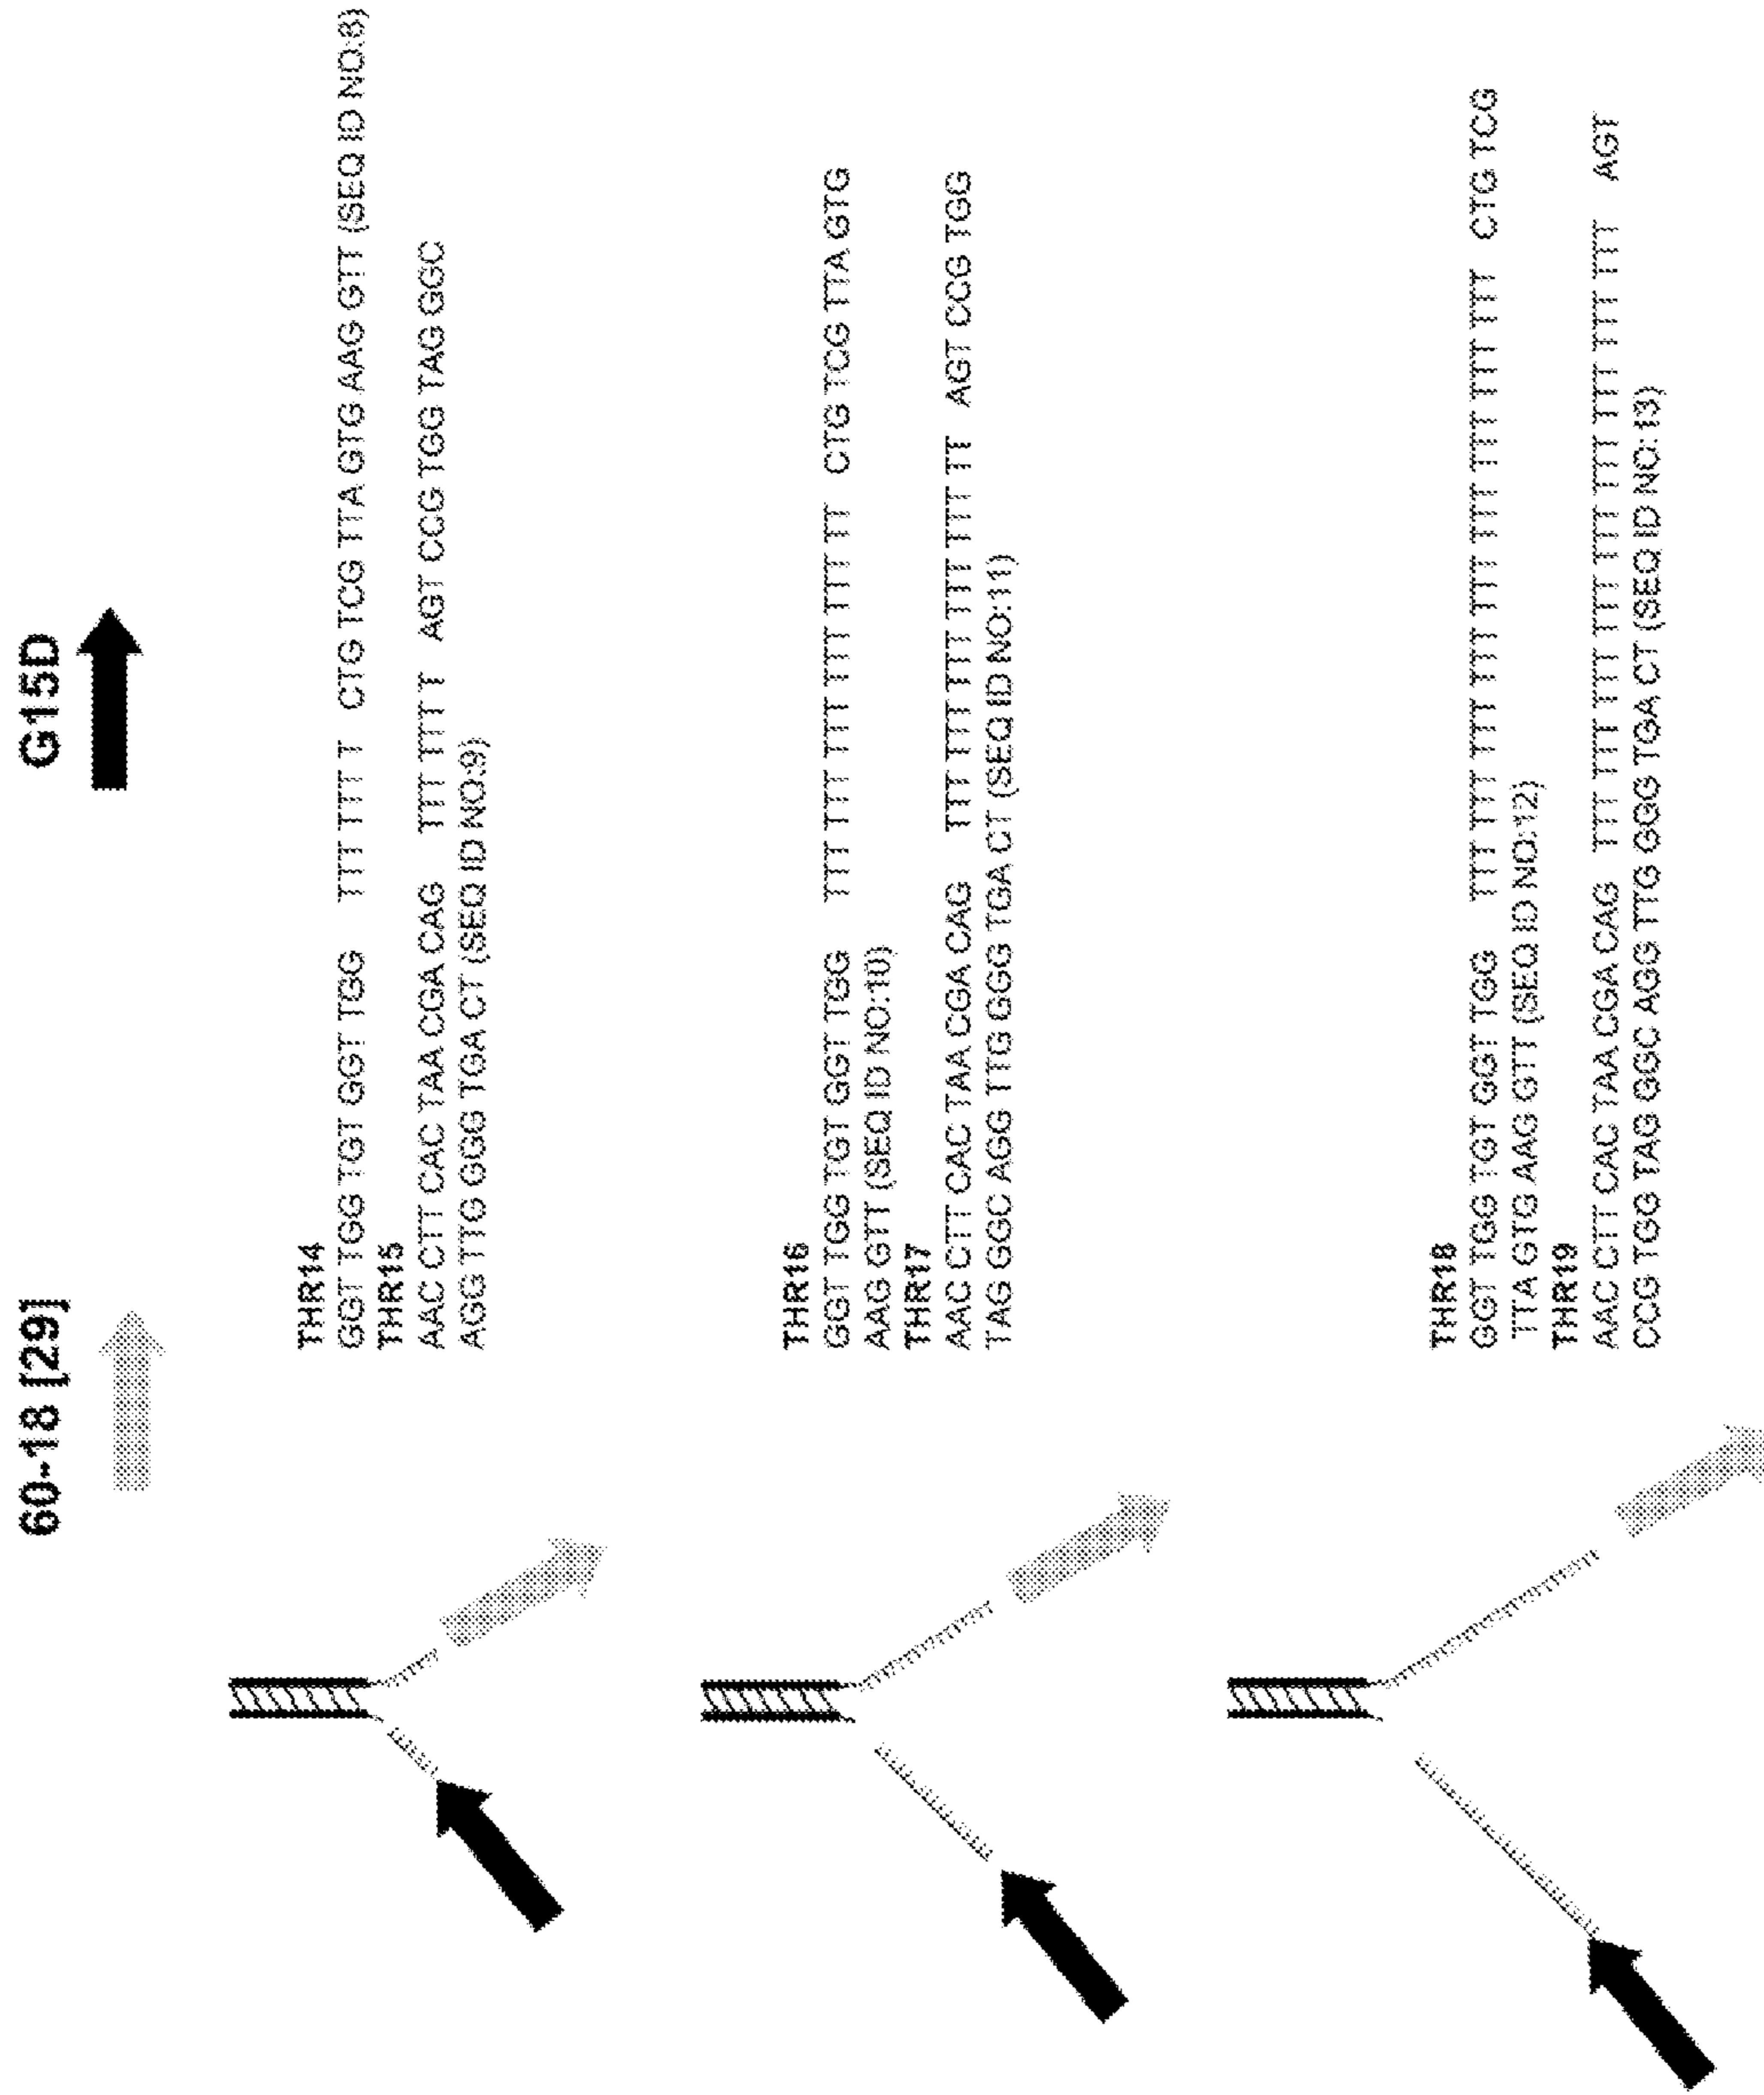 60-18 [29]
G15D
THR14
GGT TGG TGT GGT TGG TTT TTT T CTG TCG TTA GTG AAG GTT (SEQ ID NO:8)
THR15
AAC CTT CAC TAA CGA CAG TTT TTT T AGT CCG TGG TAG GGC
AGG TTG GGG TGA CT (SEQ ID NO:9)
THR16
GGT TGG TGT GGT TGG TTT TTT TTT TTT TTT TT CTG TCG TTA GTG
AAG GTT (SEQ ID NO:10)
THR17
AAC CTT CAC TAA CGA CAG TTT TTT TTT TTT TTT TT AGT CCG TGG
TAG GGC AGG TTG GGG TGA CT (SEQ ID NO:11)
THR18
GGT TGG TGT GGT TGG TTT TTT TTT TTT TTT TTT TTT TTT TTT CTG TCG
TTA GTG AAG GTT (SEQ ID NO:12)
THR19
AAC CTT CAC TAA CGA CAG TTT TTT TTT TTT TTT TTT TTT TTT TTT AGT
CCG TGG TAG GGC AGG TTG GGG TGA CT (SEQ ID NO:13)